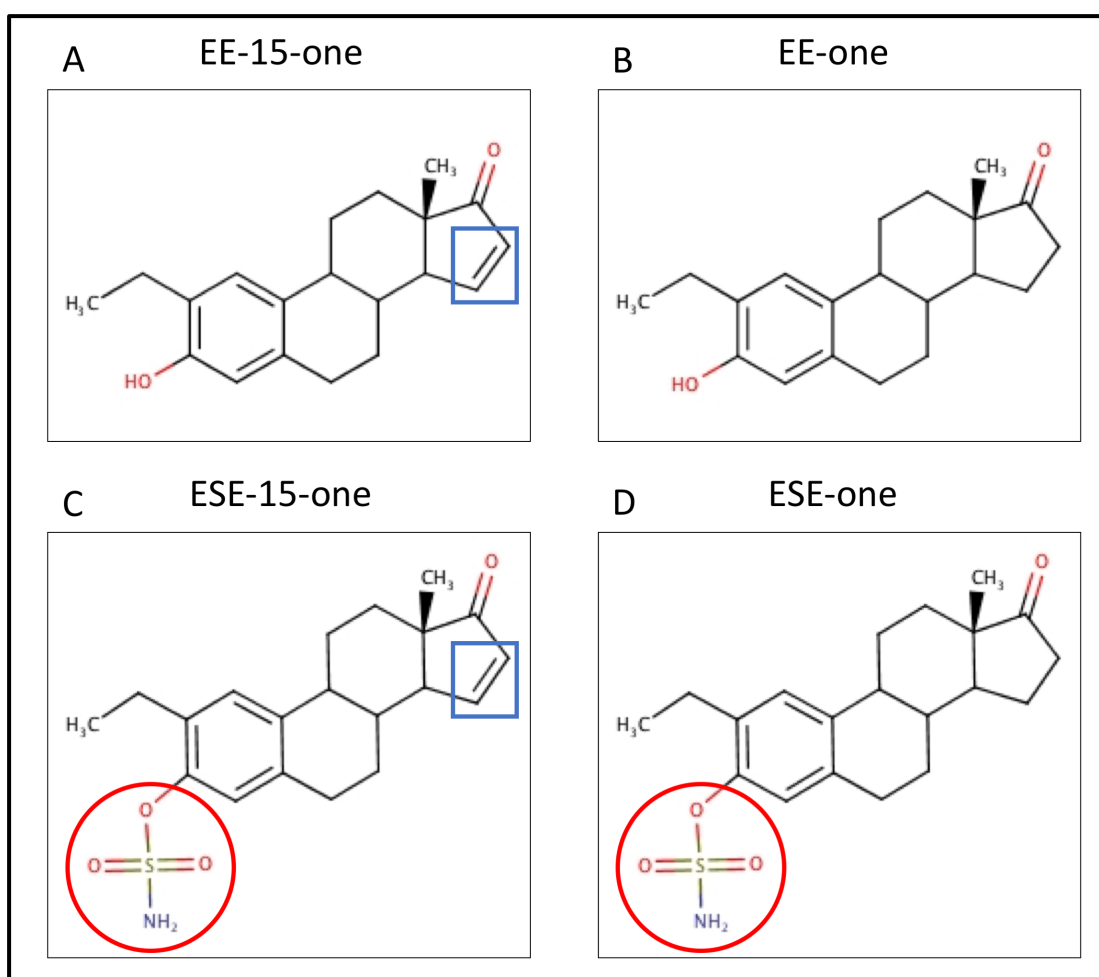 A EE-15-one
B EE-one
CH₃ O
H₃C
HO
CH₃ O
H₃C
HO
C ESE-15-one
D ESE-one
CH₃ O
H₃C
O
O S O
NH₂
CH₃ O
H₃C
O
O S O
NH₂